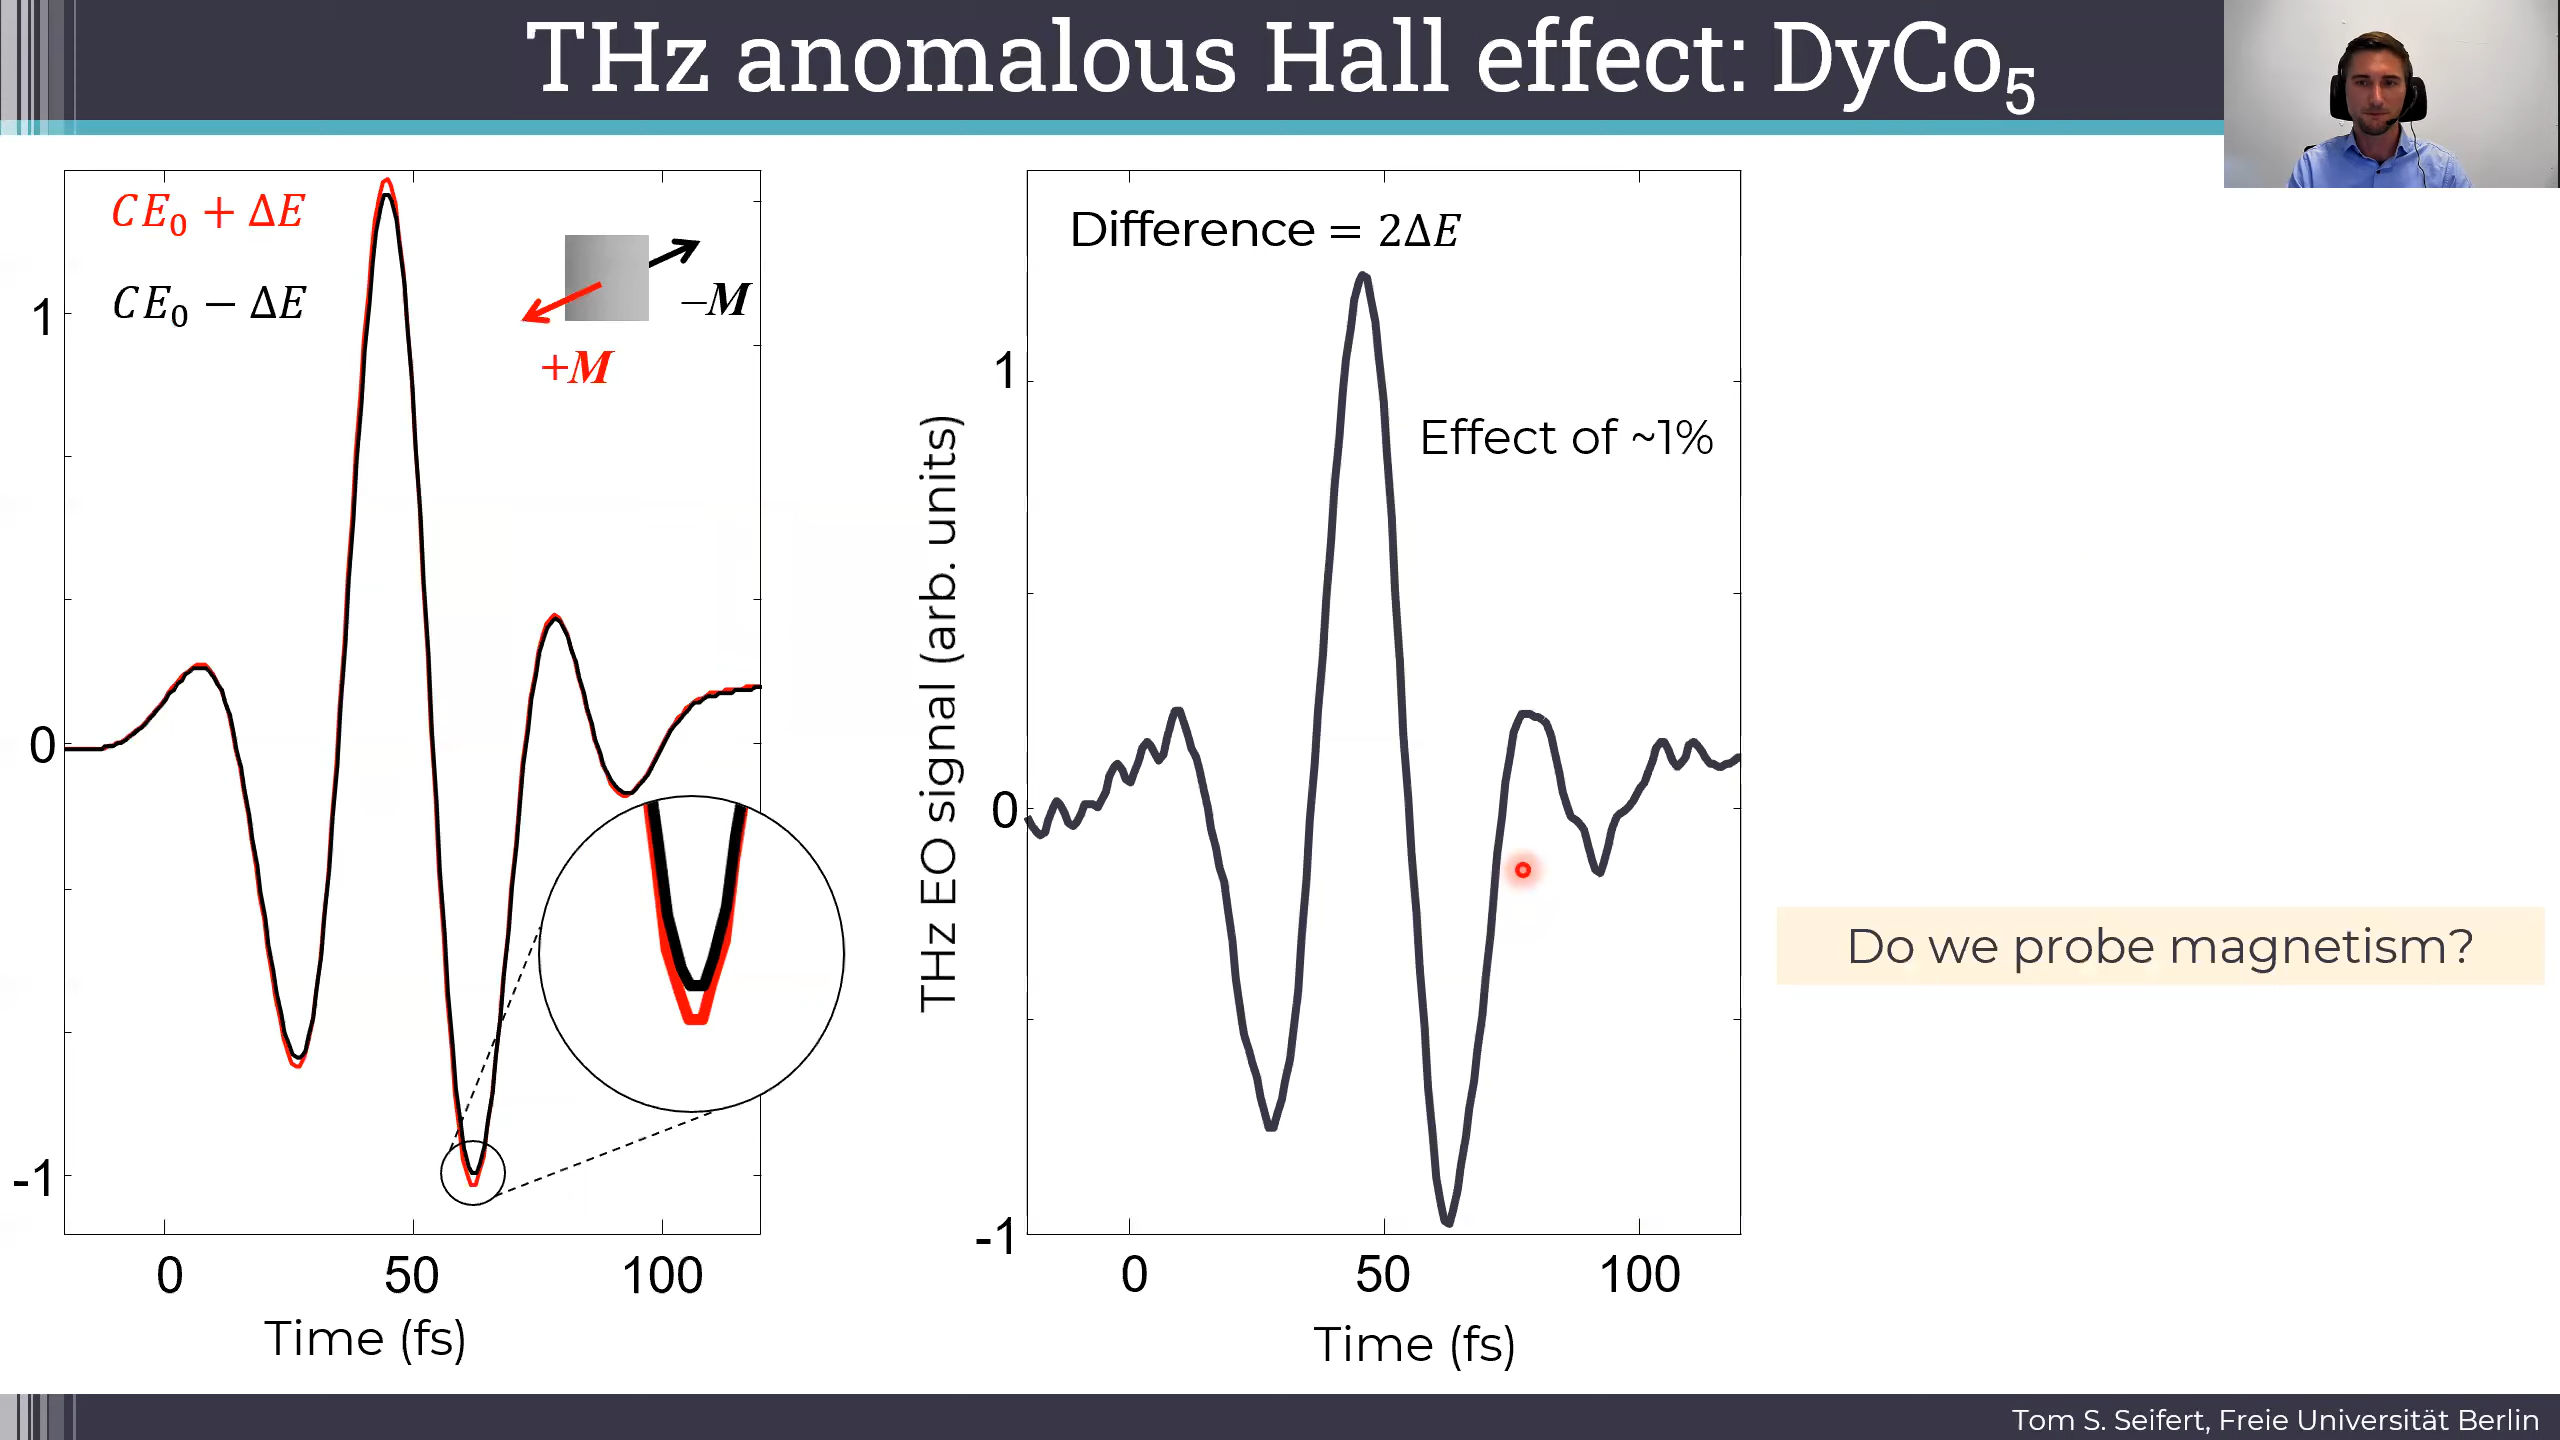 THz anomalous Hall effect: DyCo₅
CE₀ + ΔE
CE₀ − ΔE
−M
+M
1
0
-1
0 50 100
Time (fs)
THz EO signal (arb. units)
Difference = 2ΔE
Effect of ~1%
1
0
-1
0 50 100
Time (fs)
Do we probe magnetism?
Tom S. Seifert, Freie Universität Berlin